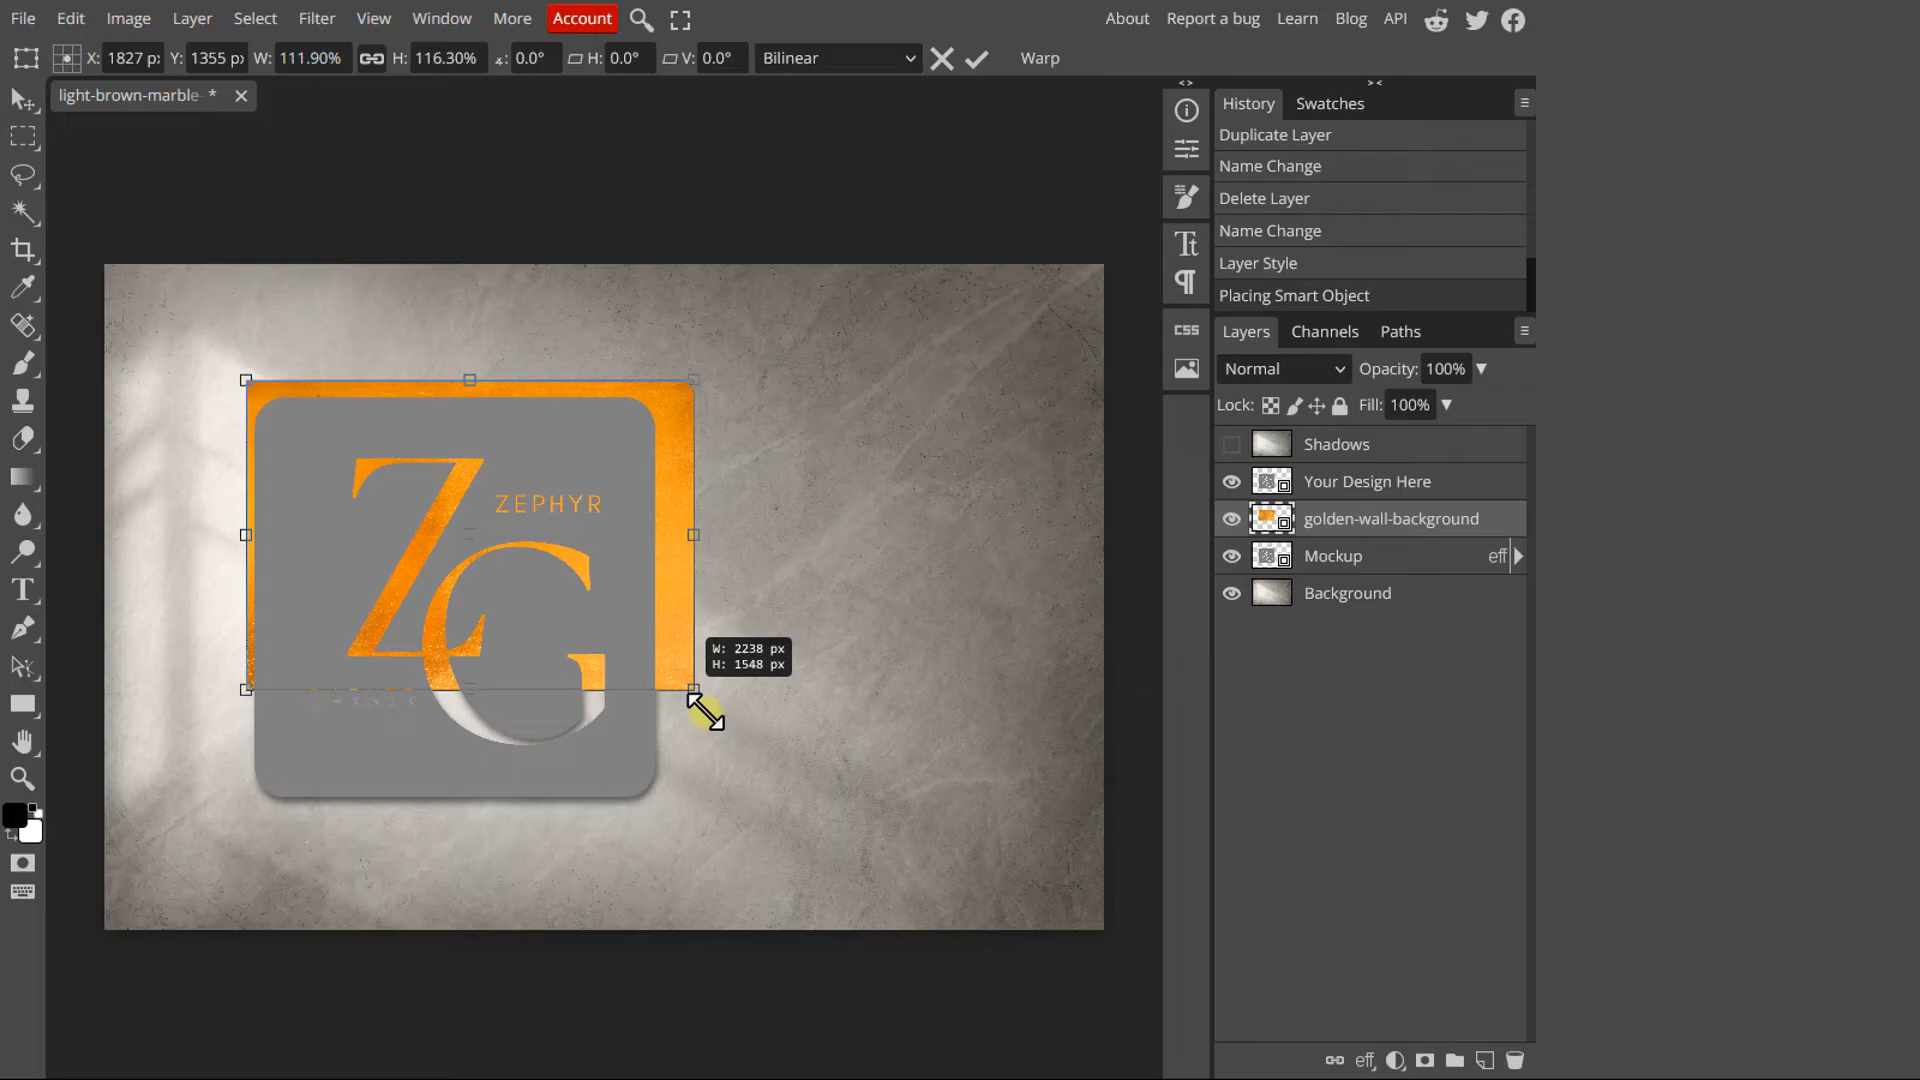 File Edit Image Layer Select Filter View Window More Account About Report a bug Learn Blog API
X: 1827 p: Y: 1355 p) W: 111.90% H: 116.30% 0.0° H: 0.0° V: 0.0° Bilinear Warp
light-brown-marble- *
History Swatches
Duplicate Layer
Name Change
Delete Layer
Name Change
Layer Style
Placing Smart Object
CSS
Layers Channels Paths
Normal Opacity: 100%
Lock: Fill: 100%
Shadows
Your Design Here
golden-wall-background
Mockup eff
Background
ZEPHYR
ZG
W: 2238 px
H: 1548 px
eff